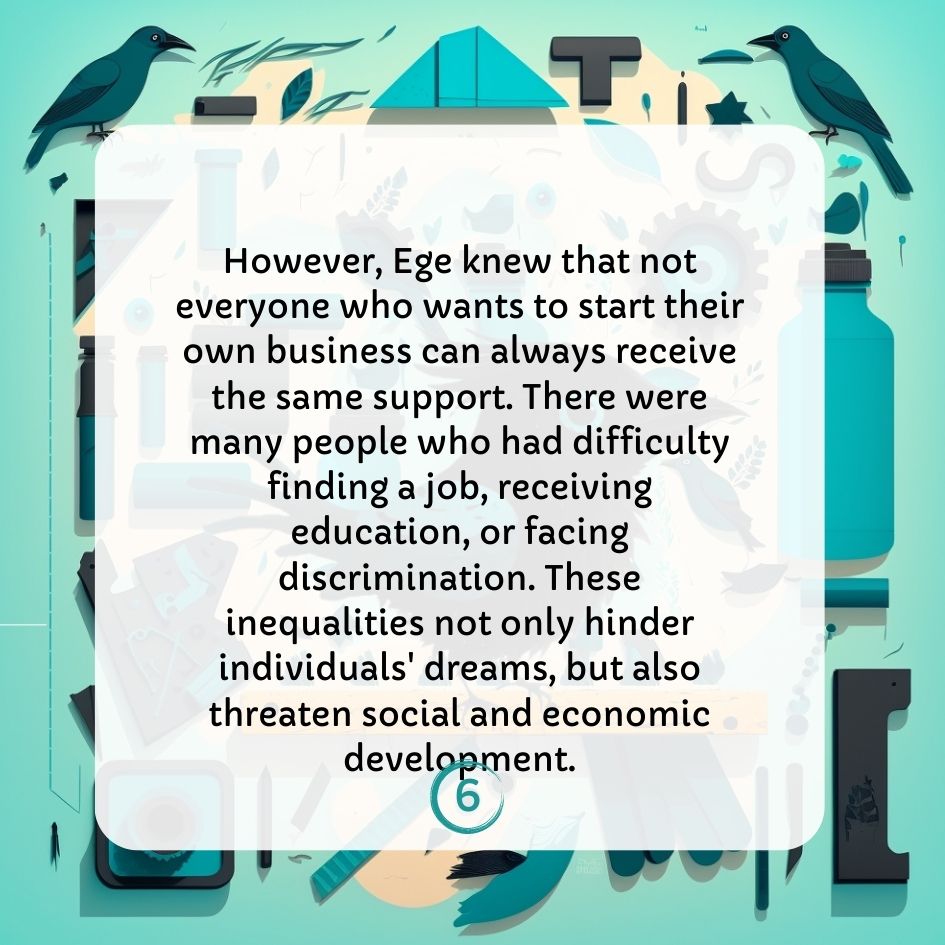 However, Ege knew that not
everyone who wants to start their
own business can always receive
the same support. There were
many people who had difficulty
finding a job, receiving
education, or facing
discrimination. These
inequalities not only hinder
individuals' dreams, but also
threaten social and economic
development.
6